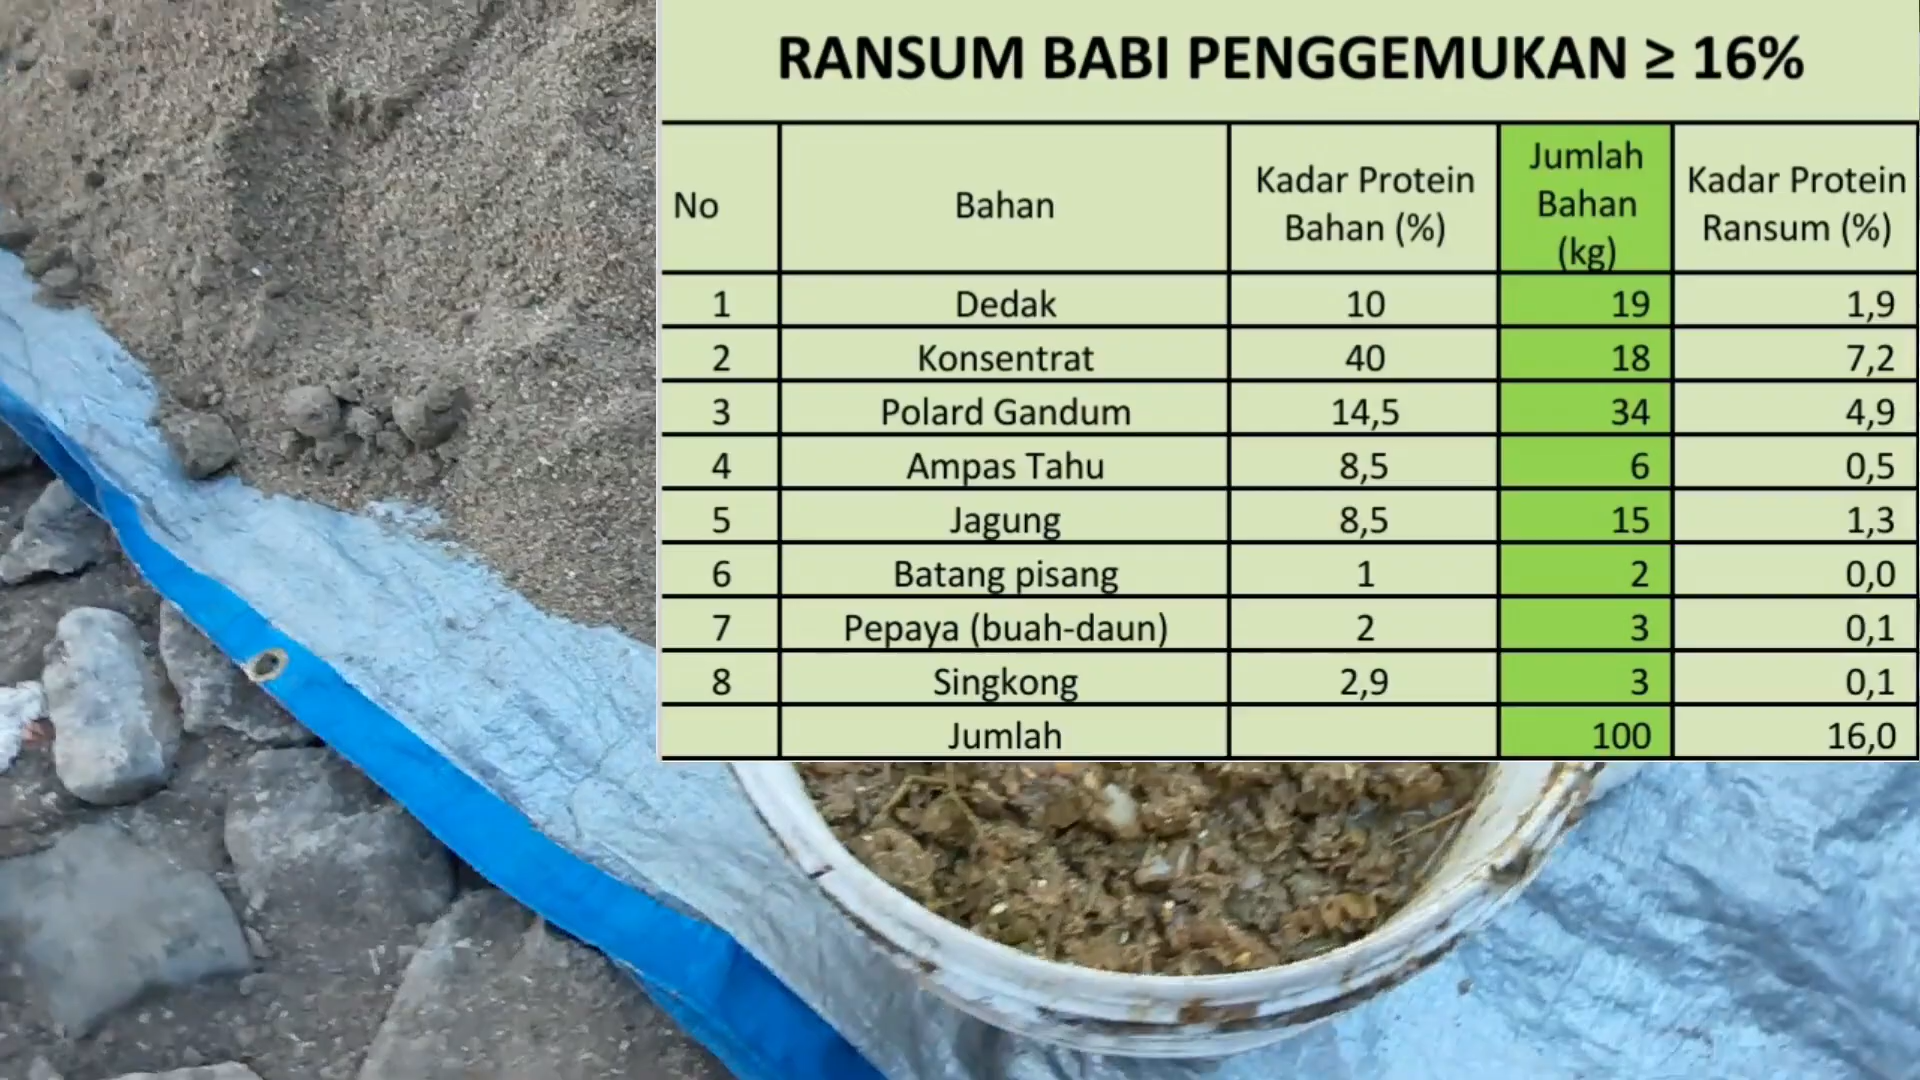 RANSUM BABI PENGGEMUKAN ≥ 16%
No Bahan Kadar Protein Bahan (%) Jumlah Bahan (kg) Kadar Protein Ransum (%)
1 Dedak 10 19 1,9
2 Konsentrat 40 18 7,2
3 Polard Gandum 14,5 34 4,9
4 Ampas Tahu 8,5 6 0,5
5 Jagung 8,5 15 1,3
6 Batang pisang 1 2 0,0
7 Pepaya (buah-daun) 2 3 0,1
8 Singkong 2,9 3 0,1
Jumlah 100 16,0